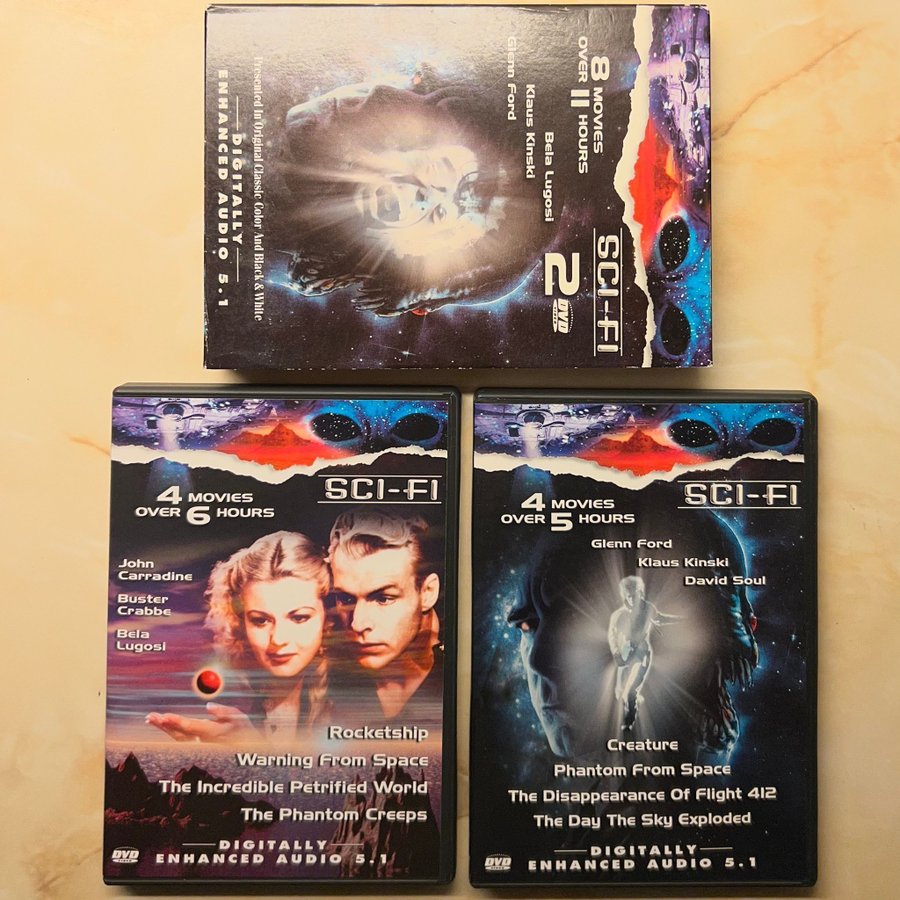 8 MOVIES
OVER 11 HOURS
Bela Lugosi
Klaus Kinski
Glenn Ford
SCI-FI
2 DVD
VIDEO
Presented In Original Classic Color And Black & White
DIGITALLY
ENHANCED AUDIO 5.1
SCI-FI
4 MOVIES
OVER 6 HOURS
John
Carradine
Buster
Crabbe
Bela
Lugosi
Rocketship
Warning From Space
The Incredible Petrified World
The Phantom Creeps
DIGITALLY
ENHANCED AUDIO 5.1
DVD
VIDEO
SCI-FI
4 MOVIES
OVER 5 HOURS
Glenn Ford
Klaus Kinski
David Soul
Creature
Phantom From Space
The Disappearance Of Flight 412
The Day The Sky Exploded
DIGITALLY
ENHANCED AUDIO 5.1
DVD
VIDEO